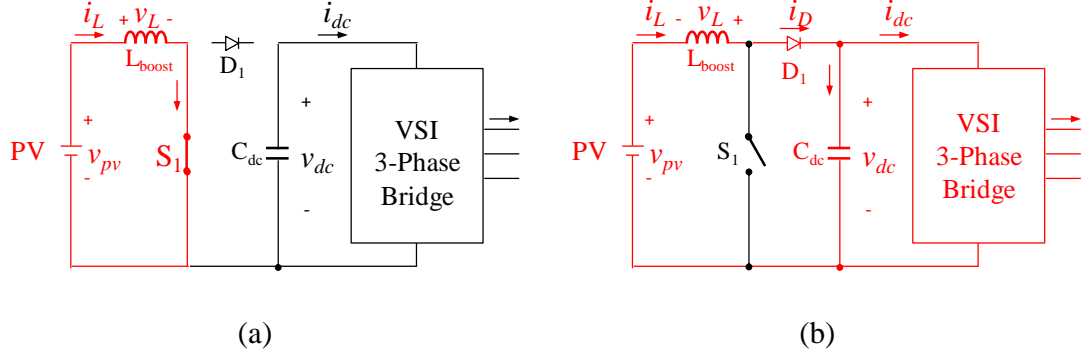 i_L + v_L - i_dc
L_boost D_1
+ v_pv - PV
S_1
C_dc + v_dc -
VSI
3-Phase
Bridge
(a)
i_L - v_L + i_D i_dc
L_boost D_1
+ v_pv - PV
S_1
C_dc + v_dc -
VSI
3-Phase
Bridge
(b)